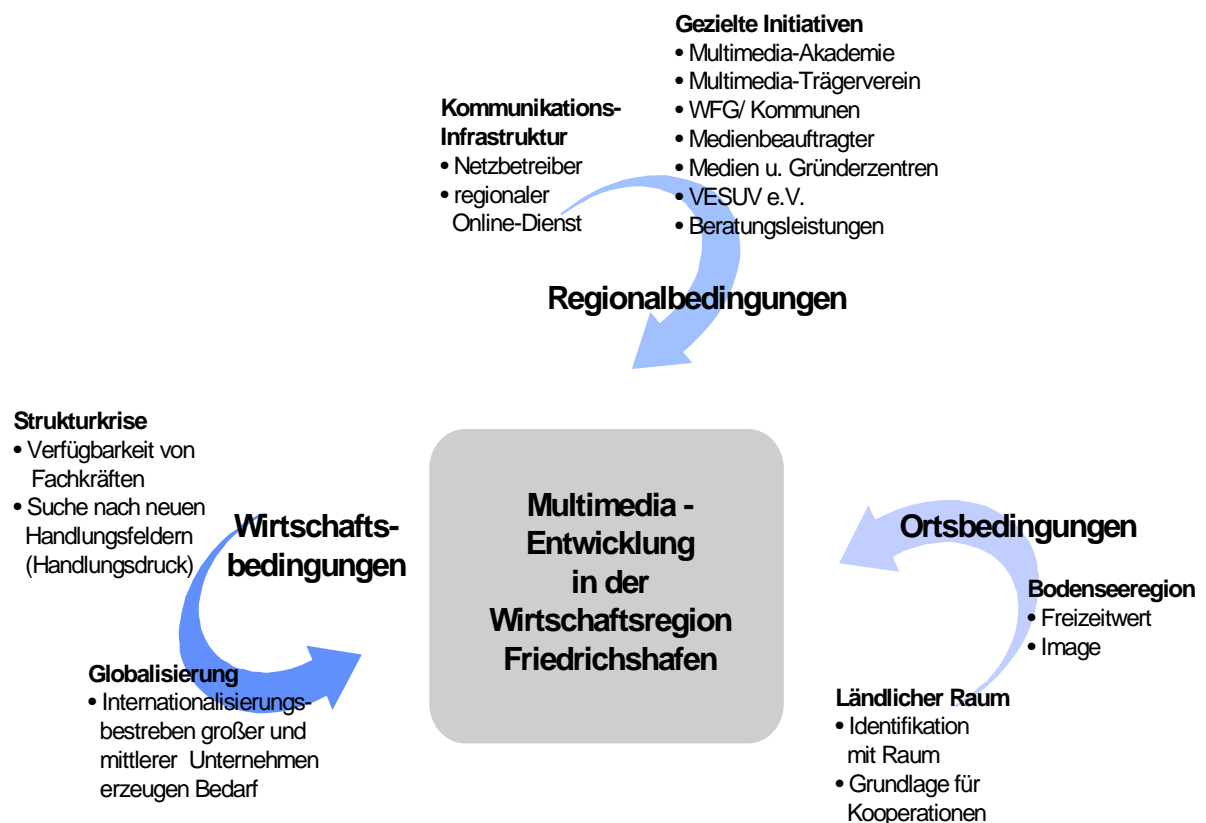 Gezielte Initiativen
• Multimedia-Akademie
• Multimedia-Trägerverein
• WFG/ Kommunen
• Medienbeauftragter
• Medien u. Gründerzentren
• VESUV e.V.
• Beratungsleistungen
Kommunikations-
Infrastruktur
• Netzbetreiber
• regionaler
Online-Dienst
Regionalbedingungen
Strukturkrise
• Verfügbarkeit von
Fachkräften
• Suche nach neuen
Handlungsfeldern
(Handlungsdruck)
Wirtschafts-
bedingungen
Globalisierung
• Internationalisierungs-
bestreben großer und
mittlerer Unternehmen
erzeugen Bedarf
Multimedia -
Entwicklung
in der
Wirtschaftsregion
Friedrichshafen
Ortsbedingungen
Bodenseeregion
• Freizeitwert
• Image
Ländlicher Raum
• Identifikation
mit Raum
• Grundlage für
Kooperationen